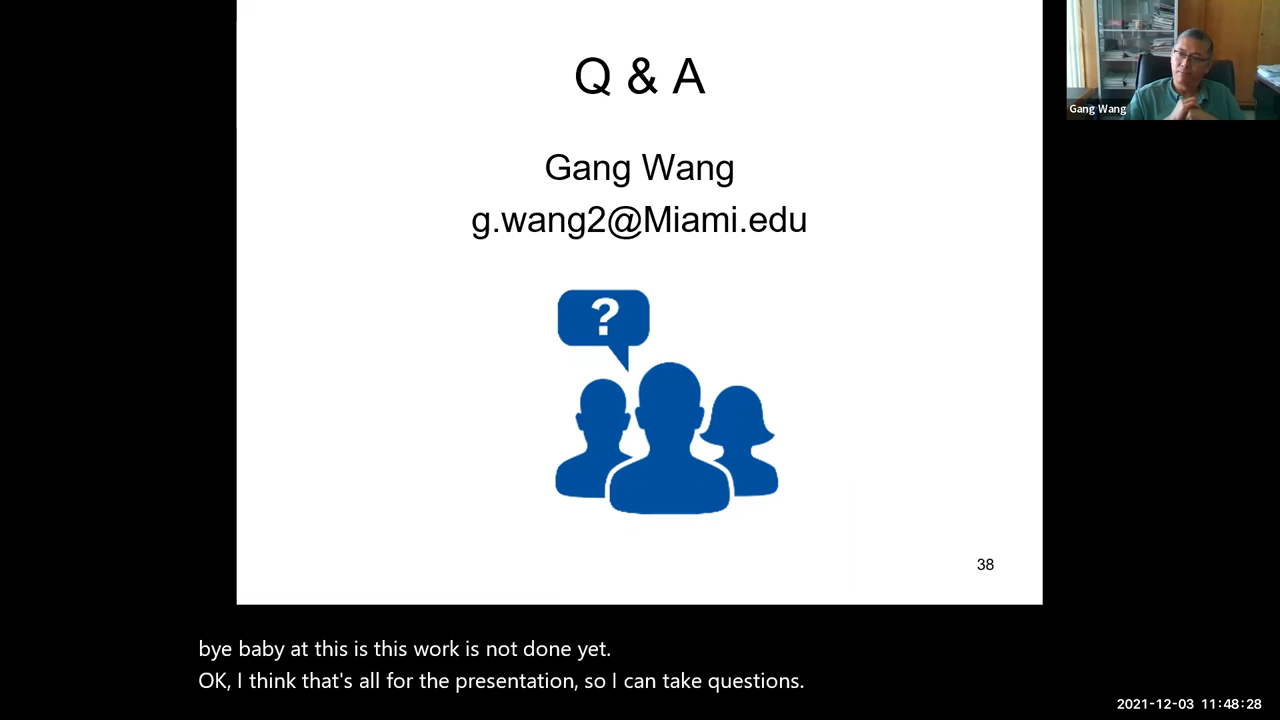 Q & A
Gang Wang
g.wang2@Miami.edu
?
38
Gang Wang
bye baby at this is this work is not done yet.
OK, I think that's all for the presentation, so I can take questions.
2021-12-03 11:48:28